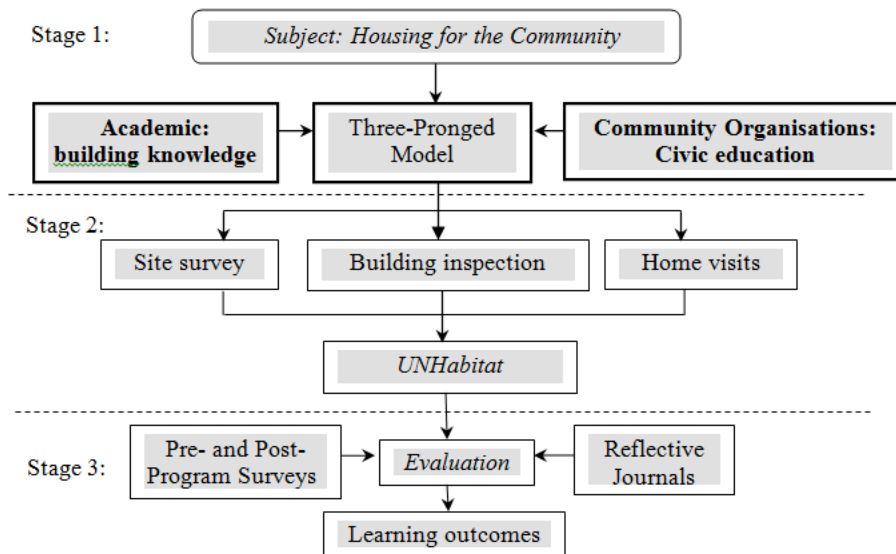 Stage 1:
Subject: Housing for the Community
Academic:
building knowledge
Three-Pronged
Model
Community Organisations:
Civic education
Stage 2:
Site survey
Building inspection
Home visits
UNHabitat
Stage 3:
Pre- and Post-
Program Surveys
Evaluation
Reflective
Journals
Learning outcomes